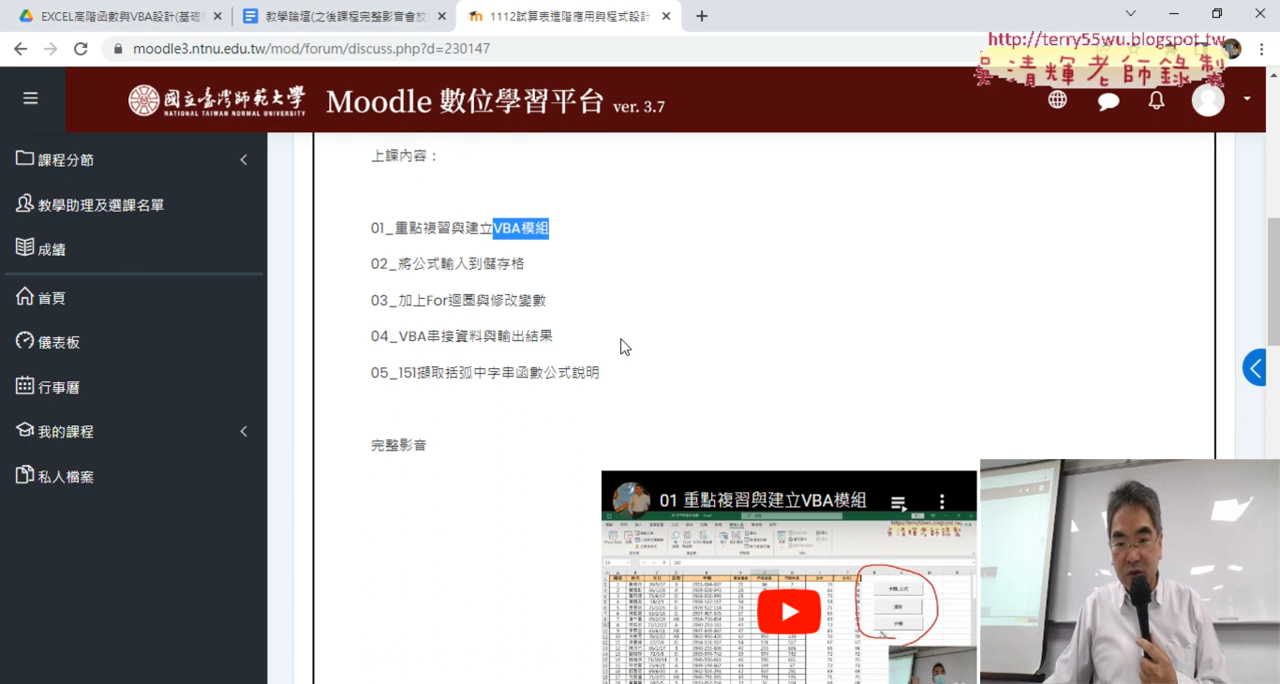 EXCEL高階函數與VBA設計(基礎
教學論壇(之後課程完整影音會放
1112試算表進階應用與程式設計
moodle3.ntnu.edu.tw/mod/forum/discuss.php?d=230147
http://terry55wu.blogspot.tw
吳清輝老師錄製
國立臺灣師範大學
NATIONAL TAIWAN NORMAL UNIVERSITY
Moodle 數位學習平台 ver. 3.7
課程分節
教學助理及選課名單
成績
首頁
儀表板
行事曆
我的課程
私人檔案
上課內容：
01_重點複習與建立VBA模組
02_將公式輸入到儲存格
03_加上For迴圈與修改變數
04_VBA串接資料與輸出結果
05_151擷取括弧中字串函數公式說明
完整影音
01 重點複習與建立VBA模組